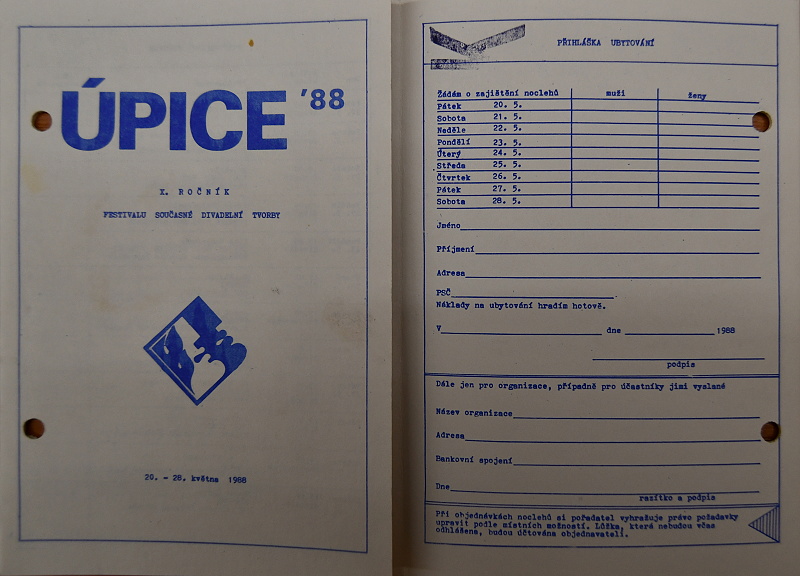 ÚPICE '88
X. ROČNÍK
FESTIVALU SOUČASNÉ DIVADELNÍ TVORBY
20. - 28. května 1988
PŘIHLÁŠKA UBYTOVÁNÍ
Žádám o zajištění noclehů muži ženy
Pátek 20. 5.
Sobota 21. 5.
Neděle 22. 5.
Pondělí 23. 5.
Úterý 24. 5.
Středa 25. 5.
Čtvrtek 26. 5.
Pátek 27. 5.
Sobota 28. 5.
Jméno
Příjmení
Adresa
PSČ
Náklady na ubytování hradím hotově.
V dne 1988
podpis
Dále jen pro organizace, případně pro účastníky jimi vyslané
Název organizace
Adresa
Bankovní spojení
Dne
razítko a podpis
Při objednávkách noclehů si pořadatel vyhražuje právo požadavky
upravit podle místních možností. Lůžka, která nebudou včas
odhlášena, budou účtována objednavateli.